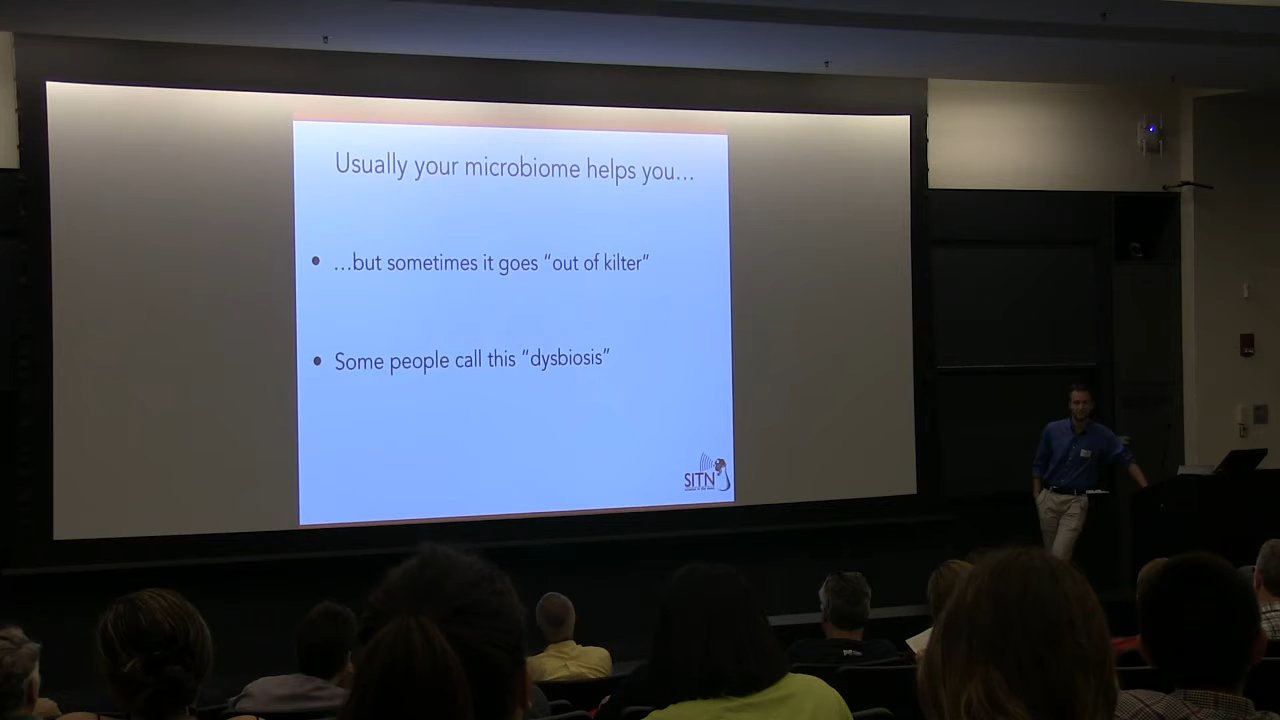 Usually your microbiome helps you...
...but sometimes it goes “out of kilter”
Some people call this “dysbiosis”
SITN